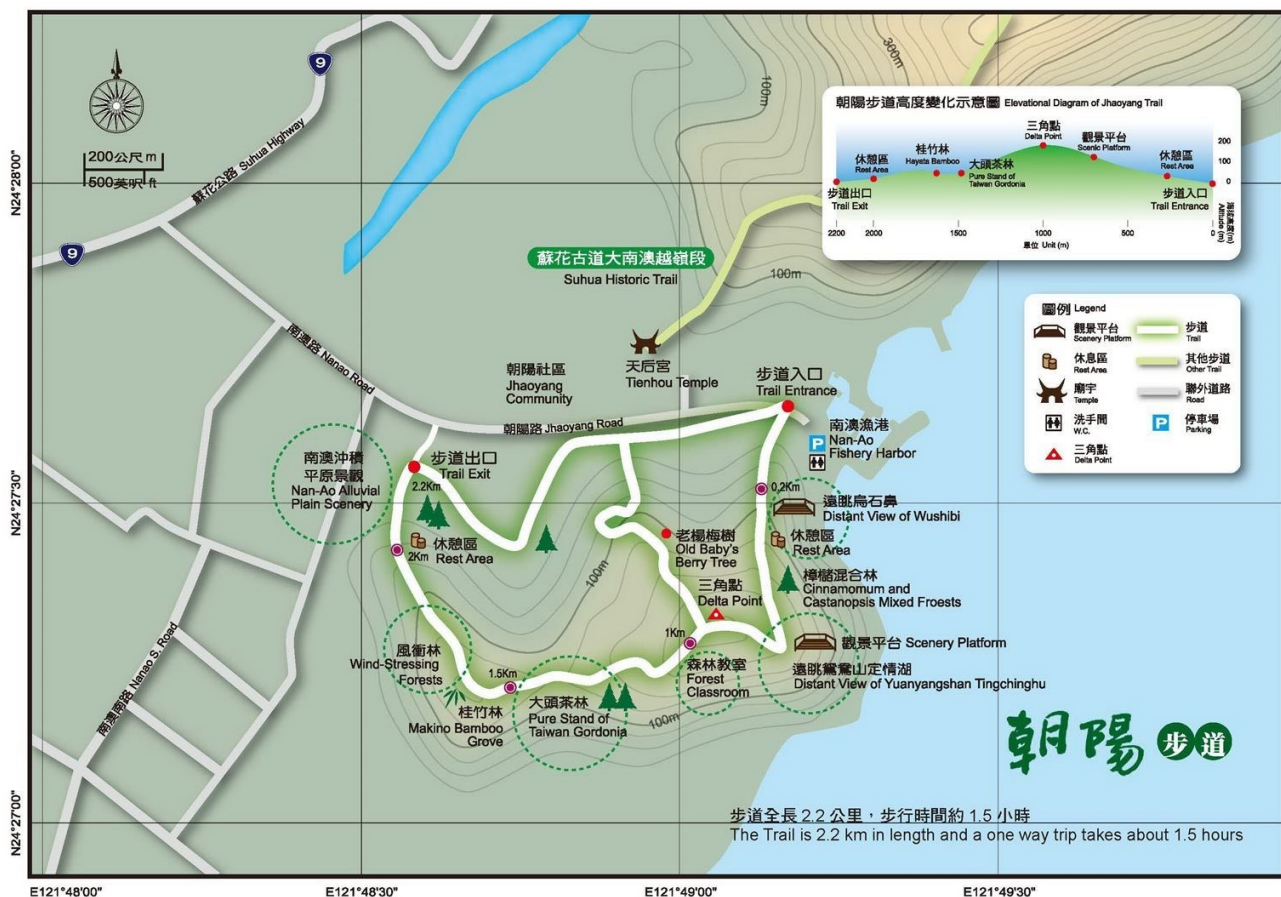 9
9
200公尺 m
500英呎 ft
蘇花公路 Suhua Highway
300m
100m
100m
朝陽步道高度變化示意圖 Elevational Diagram of Jhaoyang Trail
三角點
Delta Point
觀景平台
Scenic Platform
桂竹林
Hayata Bamboo
大頭茶林
Pure Stand of
Taiwan Gordonia
休憩區
Rest Area
休憩區
Rest Area
步道出口
Trail Exit
步道入口
Trail Entrance
200
100
0
海拔高度(m)
Altitude (m)
2200
2000
1500
1000
500
0
單位 Unit (m)
蘇花古道大南澳越嶺段
Suhua Historic Trail
圖例 Legend
觀景平台
Scenery Platform
步道
Trail
休息區
Rest Area
其他步道
Other Trail
廟宇
Temple
聯外道路
Road
洗手間
W.C.
P
停車場
Parking
三角點
Delta Point
南澳路 Nanao Road
天后宮
Tienhou Temple
朝陽社區
Jhaoyang
Community
步道入口
Trail Entrance
朝陽路 Jhaoyang Road
P
南澳漁港
Nan-Ao
Fishery Harbor
南澳沖積
平原景觀
Nan-Ao Alluvial
Plain Scenery
步道出口
Trail Exit
2.2Km
0.2Km
遠眺烏石鼻
Distant View of Wushibi
休憩區
Rest Area
老楊梅樹
Old Baby's
Berry Tree
休憩區
Rest Area
2Km
100m
樟櫧混合林
Cinnamomum and
Castanopsis Mixed Froests
三角點
Delta Point
1Km
風衝林
Wind-Stressing
Forests
觀景平台 Scenery Platform
遠眺鴛鴦山定情湖
Distant View of Yuanyangshan Tingchinghu
森林教室
Forest
Classroom
1.5Km
桂竹林
Makino Bamboo
Grove
大頭茶林
Pure Stand of
Taiwan Gordonia
100m
南澳南路 Nanao S. Road
朝陽步道
步道全長 2.2 公里，步行時間約 1.5 小時
The Trail is 2.2 km in length and a one way trip takes about 1.5 hours
N24°28'00"
N24°27'30"
N24°27'00"
E121°48'00"
E121°48'30"
E121°49'00"
E121°49'30"